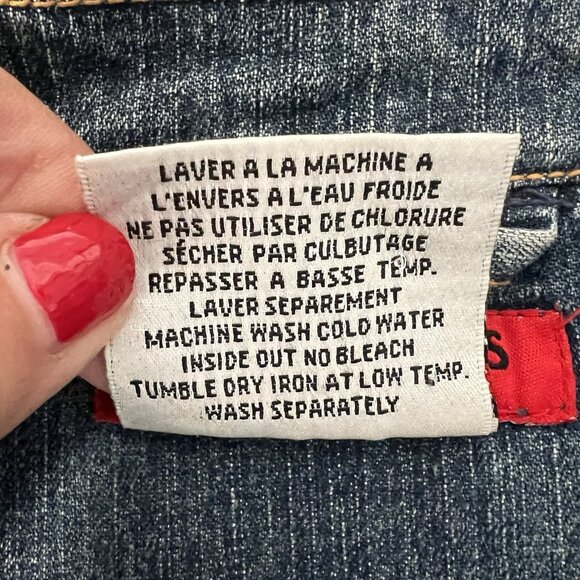 LAVER A LA MACHINE A
L'ENVERS A L'EAU FROIDE
NE PAS UTILISER DE CHLORURE
SÉCHER PAR CULBUTAGE
REPASSER A BASSE TEMP.
LAVER SEPAREMENT
MACHINE WASH COLD WATER
INSIDE OUT NO BLEACH
TUMBLE DRY IRON AT LOW TEMP.
WASH SEPARATELY